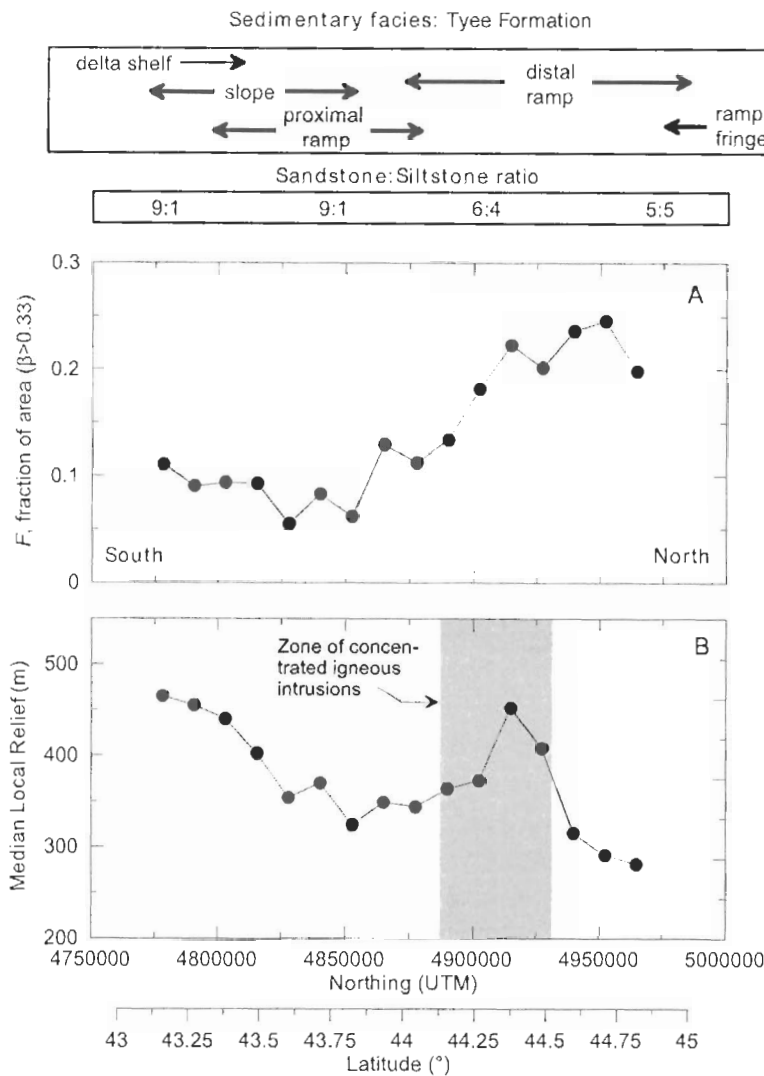 Sedimentary facies: Tyee Formation
delta shelf
slope
proximal
ramp
distal
ramp
ramp
fringe
Sandstone:Siltstone ratio
9:1 9:1 6:4 5:5
0.3
A
0.2
0.1
0
F, fraction of area (β>0.33)
South North
B
Zone of concen-
trated igneous
intrusions
500
400
300
200
Median Local Relief (m)
4750000 4800000 4850000 4900000 4950000 5000000
Northing (UTM)
43 43.25 43.5 43.75 44 44.25 44.5 44.75 45
Latitude (°)